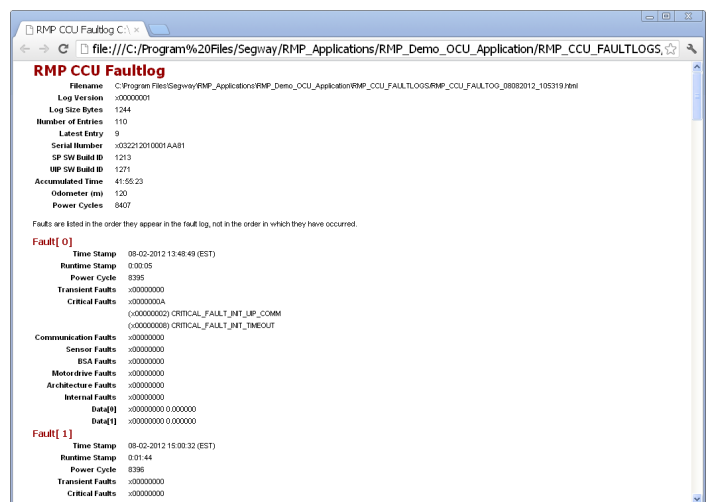 RMP CCU Faultlog C:\
file:///C:/Program%20Files/Segway/RMP_Applications/RMP_Demo_OCU_Application/RMP_CCU_FAULTLOGS,
RMP CCU Faultlog
Filename C:\Program Files\Segway\RMP_Applications\RMP_Demo_OCU_Application\RMP_CCU_FAULTLOGS\RMP_CCU_FAULTOG_08082012_105319.html
Log Version x00000001
Log Size Bytes 1244
Number of Entries 110
Latest Entry 9
Serial Number x032212010001AA81
SP SW Build ID 1213
UIP SW Build ID 1271
Accumulated Time 41:55:23
Odometer (m) 120
Power Cycles 8407
Faults are listed in the order they appear in the fault log, not in the order in which they have occurred.
Fault[ 0]
Time Stamp 08-02-2012 13:48:49 (EST)
Runtime Stamp 0:00:05
Power Cycle 8395
Transient Faults x00000000
Critical Faults x0000000A
(x00000002) CRITICAL_FAULT_INIT_UIP_COMM
(x00000008) CRITICAL_FAULT_INIT_TIMEOUT
Communication Faults x00000000
Sensor Faults x00000000
BSA Faults x00000000
Motordrive Faults x00000000
Architecture Faults x00000000
Internal Faults x00000000
Data[0] x00000000 0.000000
Data[1] x00000000 0.000000
Fault[ 1]
Time Stamp 08-02-2012 15:00:32 (EST)
Runtime Stamp 0:01:44
Power Cycle 8396
Transient Faults x00000000
Critical Faults x00000000